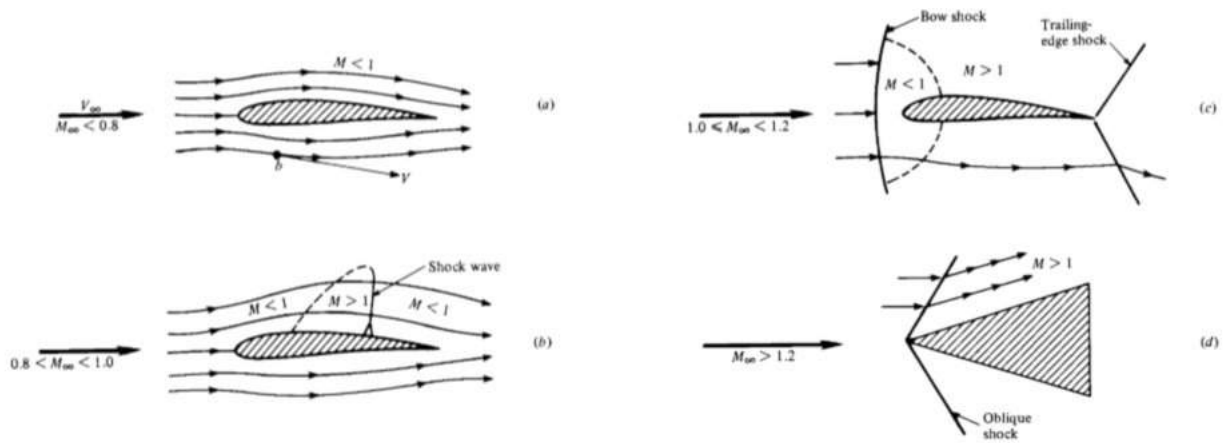 M < 1
V∞
M∞ < 0.8
b
V
(a)
Shock wave
M < 1
M > 1
M < 1
0.8 < M∞ < 1.0
(b)
Bow shock
Trailing-
edge shock
M < 1
M > 1
1.0 ⩽ M∞ < 1.2
(c)
M > 1
M∞ > 1.2
(d)
Oblique
shock